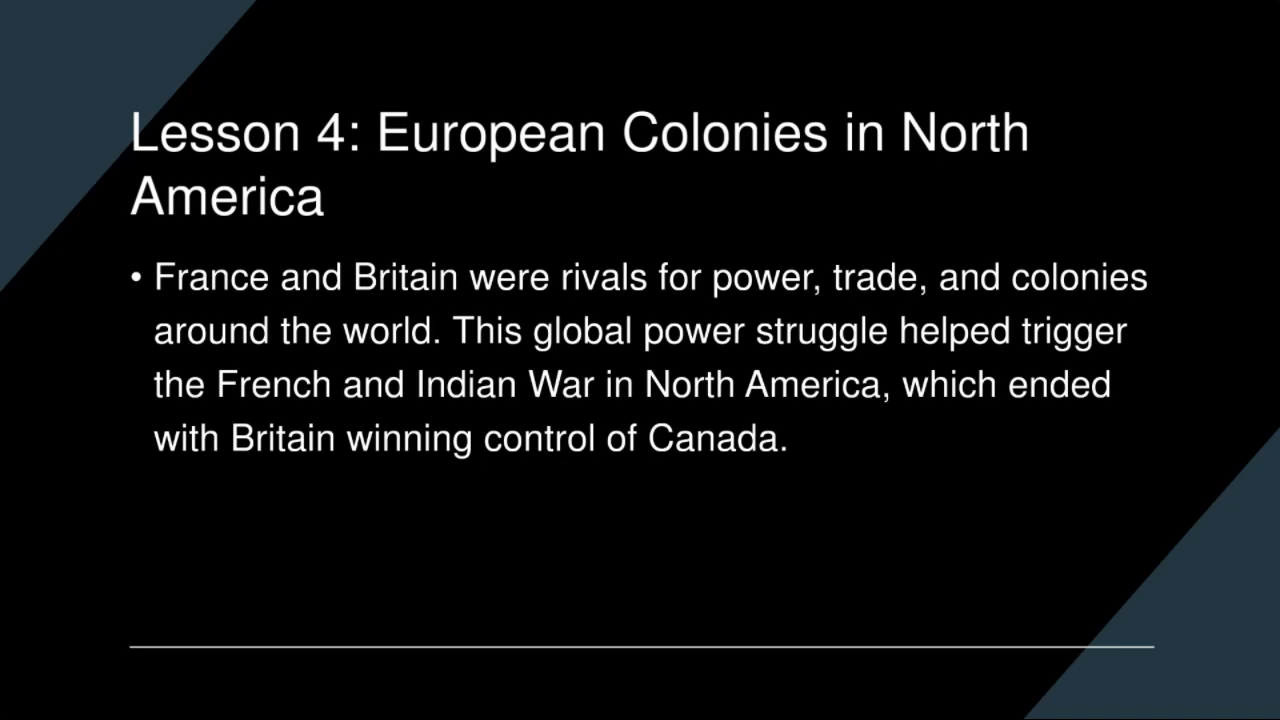 Lesson 4: European Colonies in North
America
• France and Britain were rivals for power, trade, and colonies
around the world. This global power struggle helped trigger
the French and Indian War in North America, which ended
with Britain winning control of Canada.